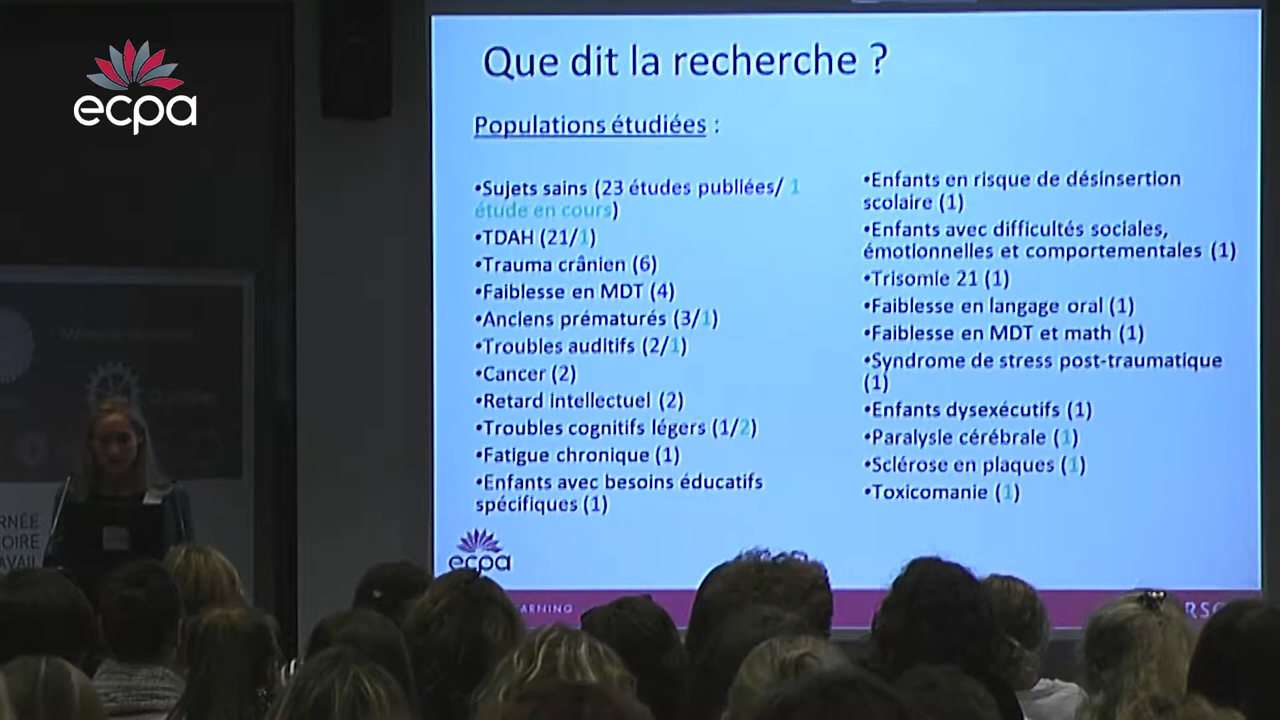 ecpa
Que dit la recherche ?
Populations étudiées :
•Sujets sains (23 études publiées/ 1
étude en cours)
•TDAH (21/1)
•Trauma crânien (6)
•Faiblesse en MDT (4)
•Anciens prématurés (3/1)
•Troubles auditifs (2/1)
•Cancer (2)
•Retard intellectuel (2)
•Troubles cognitifs légers (1/2)
•Fatigue chronique (1)
•Enfants avec besoins éducatifs
spécifiques (1)
•Enfants en risque de désinsertion
scolaire (1)
•Enfants avec difficultés sociales,
émotionnelles et comportementales (1)
•Trisomie 21 (1)
•Faiblesse en langage oral (1)
•Faiblesse en MDT et math (1)
•Syndrome de stress post-traumatique
(1)
•Enfants dysexécutifs (1)
•Paralysie cérébrale (1)
•Sclérose en plaques (1)
•Toxicomanie (1)
ecpa
ARNING
RSO
RNÉE
OIRE
AVAIL